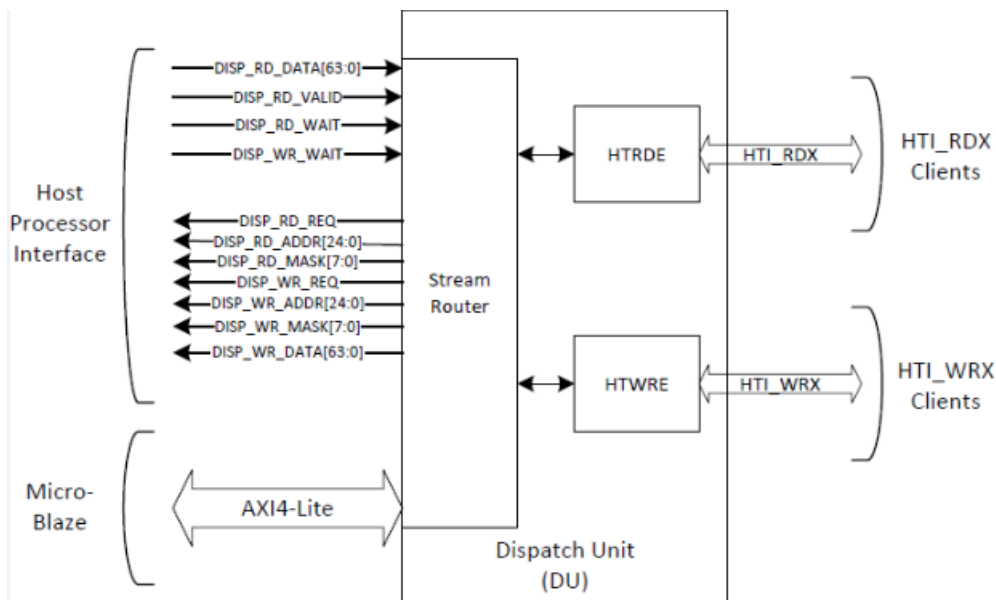 DISP_RD_DATA[63:0]
DISP_RD_VALID
DISP_RD_WAIT
DISP_WR_WAIT
Host
Processor
Interface
DISP_RD_REQ
DISP_RD_ADDR[24:0]
DISP_RD_MASK[7:0]
DISP_WR_REQ
DISP_WR_ADDR[24:0]
DISP_WR_MASK[7:0]
DISP_WR_DATA[63:0]
Micro-
Blaze
AXI4-Lite
Stream
Router
HTRDE
HTI_RDX
HTI_RDX
Clients
HTWRE
HTI_WRX
HTI_WRX
Clients
Dispatch Unit
(DU)